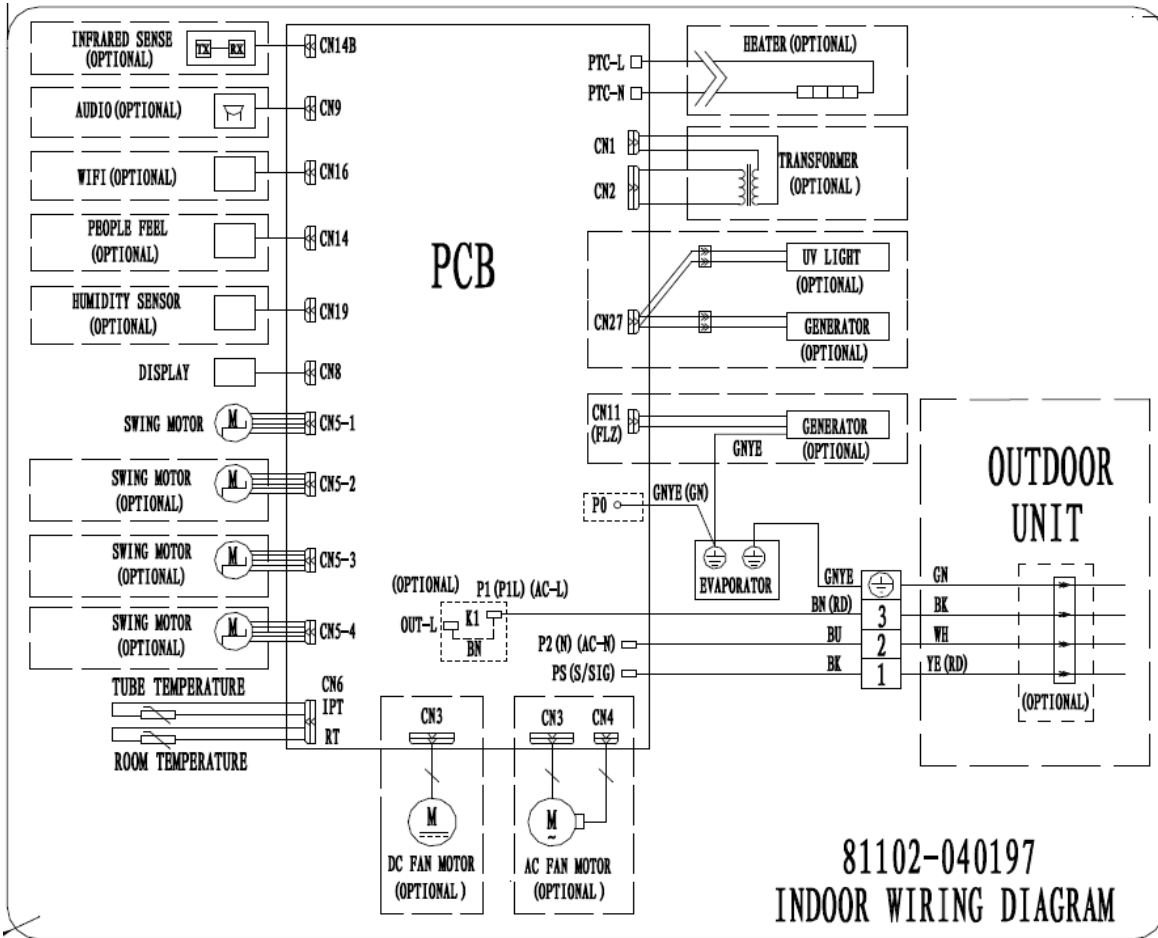 INFRARED SENSE
(OPTIONAL)
TX
RX
CN14B
AUDIO(OPTIONAL)
CN9
WIFI(OPTIONAL)
CN16
PEOPLE FEEL
(OPTIONAL)
CN14
HUMIDITY SENSOR
(OPTIONAL)
CN19
DISPLAY
CN8
SWING MOTOR
M
CN5-1
SWING MOTOR
(OPTIONAL)
M
CN5-2
SWING MOTOR
(OPTIONAL)
M
CN5-3
SWING MOTOR
(OPTIONAL)
M
CN5-4
TUBE TEMPERATURE
CN6
IPT
RT
ROOM TEMPERATURE
PCB
HEATER(OPTIONAL)
PTC-L
PTC-N
CN1
CN2
TRANSFORMER
(OPTIONAL )
UV LIGHT
(OPTIONAL)
CN27
GENERATOR
(OPTIONAL)
CN11
(FLZ)
GENERATOR
(OPTIONAL)
GNYE
P0
GNYE(GN)
EVAPORATOR
(OPTIONAL)
P1(P1L)(AC-L)
OUT-L
K1
BN
P2(N)(AC-N)
PS(S/SIG)
GNYE
BN(RD)
BU
BK
3
2
1
GN
BK
WH
YE(RD)
OUTDOOR
UNIT
(OPTIONAL)
CN3
M
DC FAN MOTOR
(OPTIONAL )
CN3
CN4
M
~
AC FAN MOTOR
(OPTIONAL )
81102-040197
INDOOR WIRING DIAGRAM